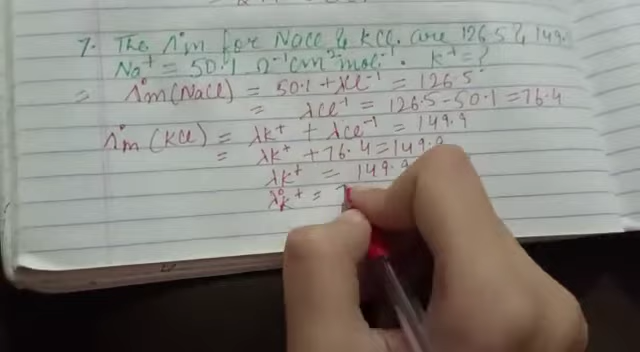 7. The Λ°m for NaCl & KCl are 126.5 & 149.
Na⁺ = 50.1 Ω⁻¹cm²mol⁻¹. K⁺ = ?
= Λ°m (NaCl) = 50.1 + λCl⁻¹ = 126.5
= λCl⁻¹ = 126.5 - 50.1 = 76.4
Λ°m (KCl) = λK⁺ + λCl⁻¹ = 149.9
= λK⁺ + 76.4 = 149.9
λK⁺ = 149.9
λ°K⁺ = 7